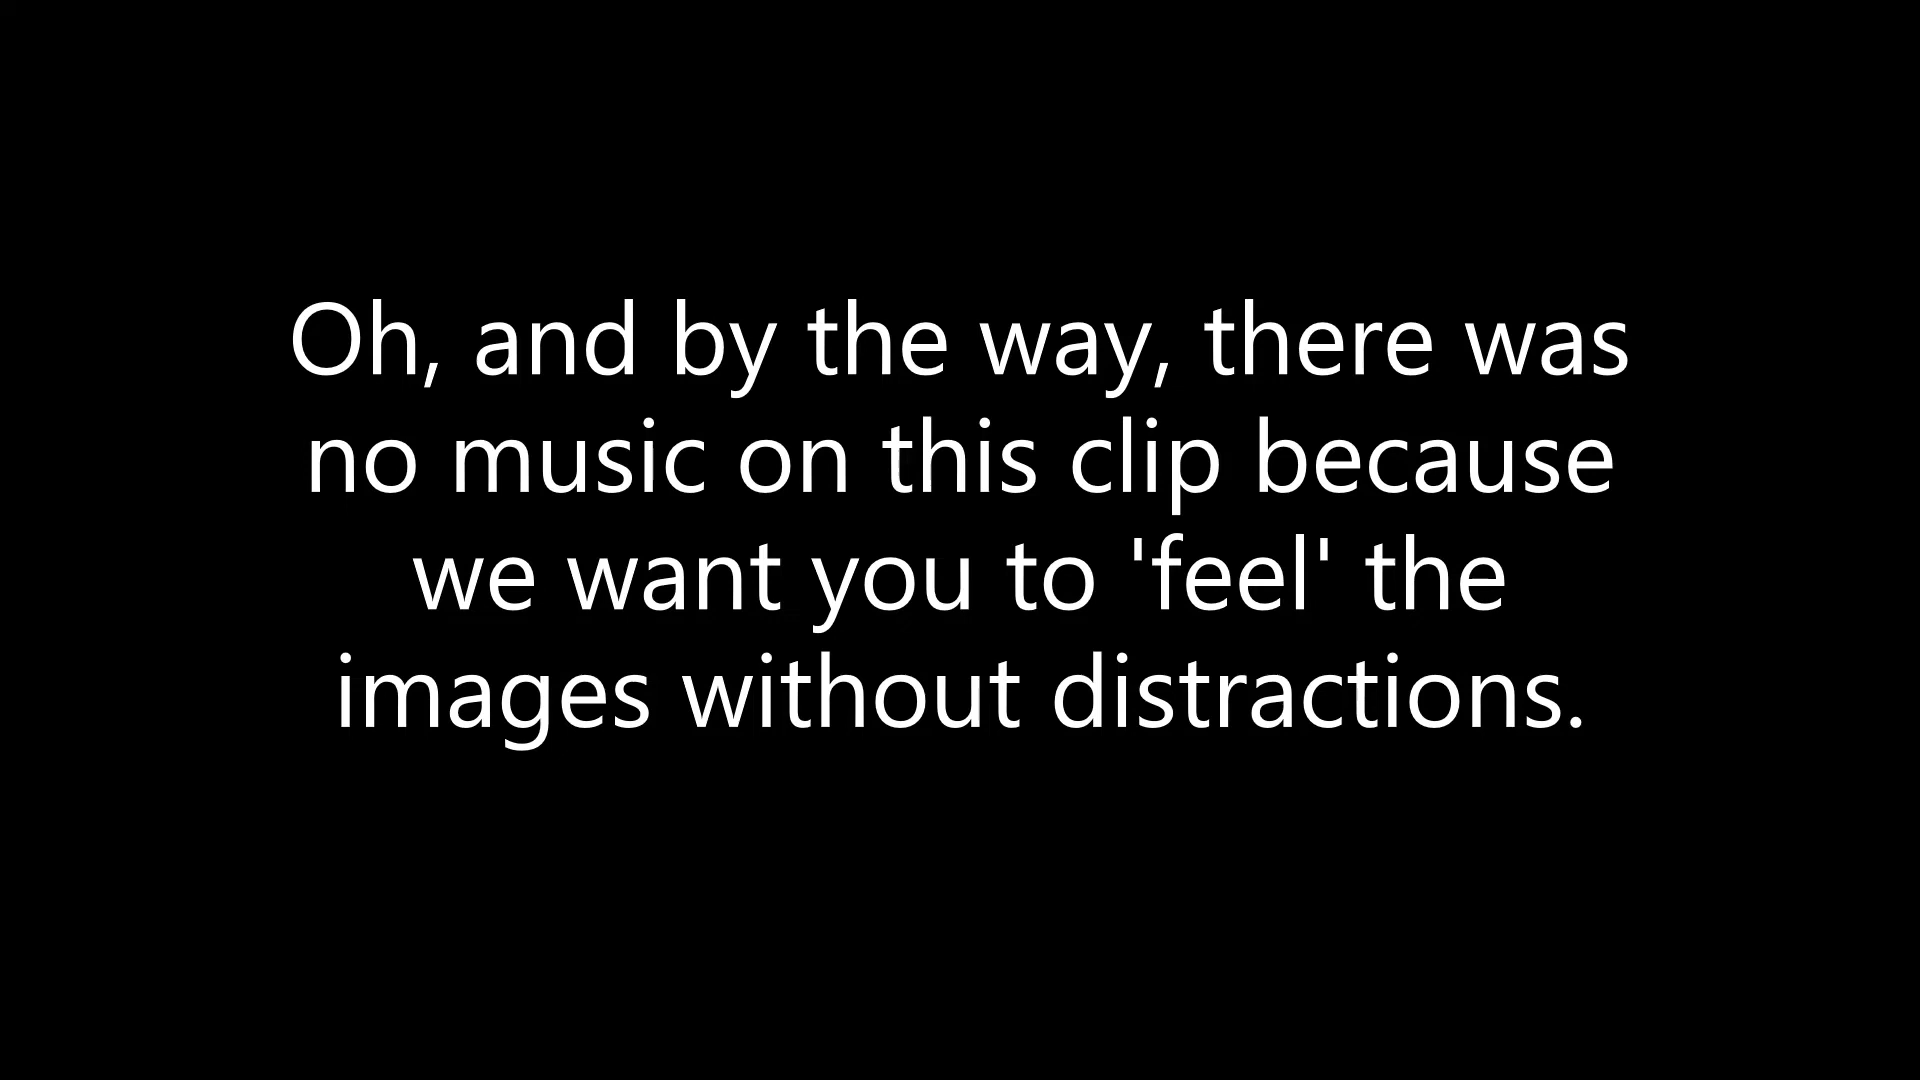 Oh, and by the way, there was
no music on this clip because
we want you to 'feel' the
images without distractions.